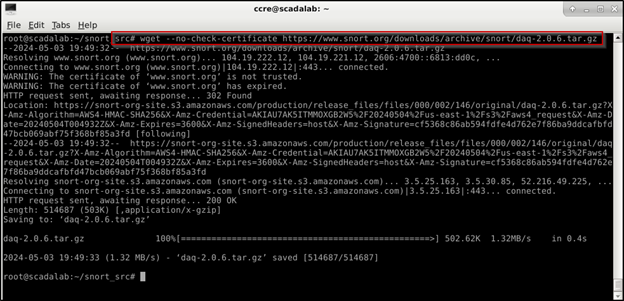 ccre@scadalab: ~
File Edit Tabs Help
root@scadalab:~/snort_src# wget --no-check-certificate https://www.snort.org/downloads/archive/snort/daq-2.0.6.tar.gz
--2024-05-03 19:49:32-- https://www.snort.org/downloads/archive/snort/daq-2.0.6.tar.gz
Resolving www.snort.org (www.snort.org)... 104.19.222.12, 104.19.221.12, 2606:4700::6813:dd0c, ...
Connecting to www.snort.org (www.snort.org)|104.19.222.12|:443... connected.
WARNING: The certificate of ‘www.snort.org’ is not trusted.
WARNING: The certificate of ‘www.snort.org’ has expired.
HTTP request sent, awaiting response... 302 Found
Location: https://snort-org-site.s3.amazonaws.com/production/release_files/files/000/002/146/original/daq-2.0.6.tar.gz?X
-Amz-Algorithm=AWS4-HMAC-SHA256&X-Amz-Credential=AKIAU7AK5ITMMOXGB2W5%2F20240504%2Fus-east-1%2Fs3%2Faws4_request&X-Amz-D
ate=20240504T004932Z&X-Amz-Expires=3600&X-Amz-SignedHeaders=host&X-Amz-Signature=cf5368c86ab594fdfe4d762e7f86ba9ddcafbfd
47bcb069abf75f368bf85a3fd [following]
--2024-05-03 19:49:32-- https://snort-org-site.s3.amazonaws.com/production/release_files/files/000/002/146/original/daq
-2.0.6.tar.gz?X-Amz-Algorithm=AWS4-HMAC-SHA256&X-Amz-Credential=AKIAU7AK5ITMMOXGB2W5%2F20240504%2Fus-east-1%2Fs3%2Faws4_
request&X-Amz-Date=20240504T004932Z&X-Amz-Expires=3600&X-Amz-SignedHeaders=host&X-Amz-Signature=cf5368c86ab594fdfe4d762e
7f86ba9ddcafbfd47bcb069abf75f368bf85a3fd
Resolving snort-org-site.s3.amazonaws.com (snort-org-site.s3.amazonaws.com)... 3.5.25.163, 3.5.30.85, 52.216.49.225, ...
Connecting to snort-org-site.s3.amazonaws.com (snort-org-site.s3.amazonaws.com)|3.5.25.163|:443... connected.
HTTP request sent, awaiting response... 200 OK
Length: 514687 (503K) [,application/x-gzip]
Saving to: ‘daq-2.0.6.tar.gz’
daq-2.0.6.tar.gz 100%[================================================>] 502.62K 1.32MB/s in 0.4s
2024-05-03 19:49:33 (1.32 MB/s) - ‘daq-2.0.6.tar.gz’ saved [514687/514687]
root@scadalab:~/snort_src#